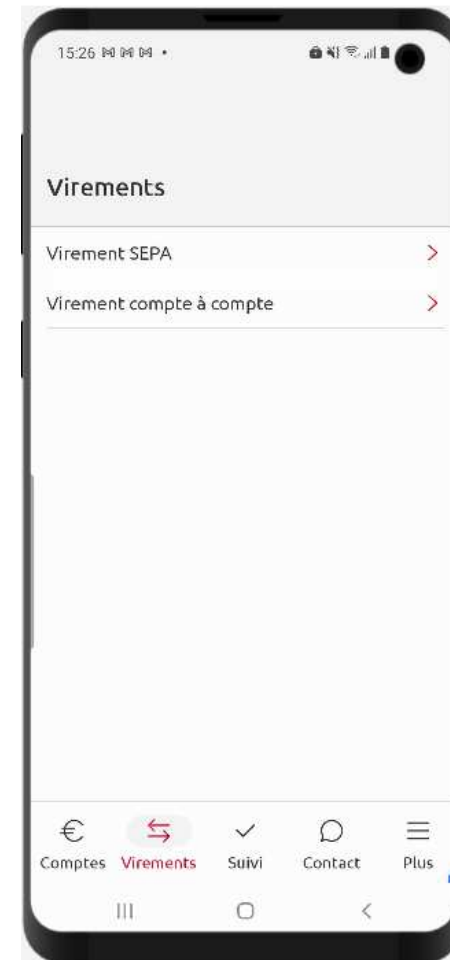 15:26
Virements
Virement SEPA
Virement compte à compte
Comptes Virements Suivi Contact Plus